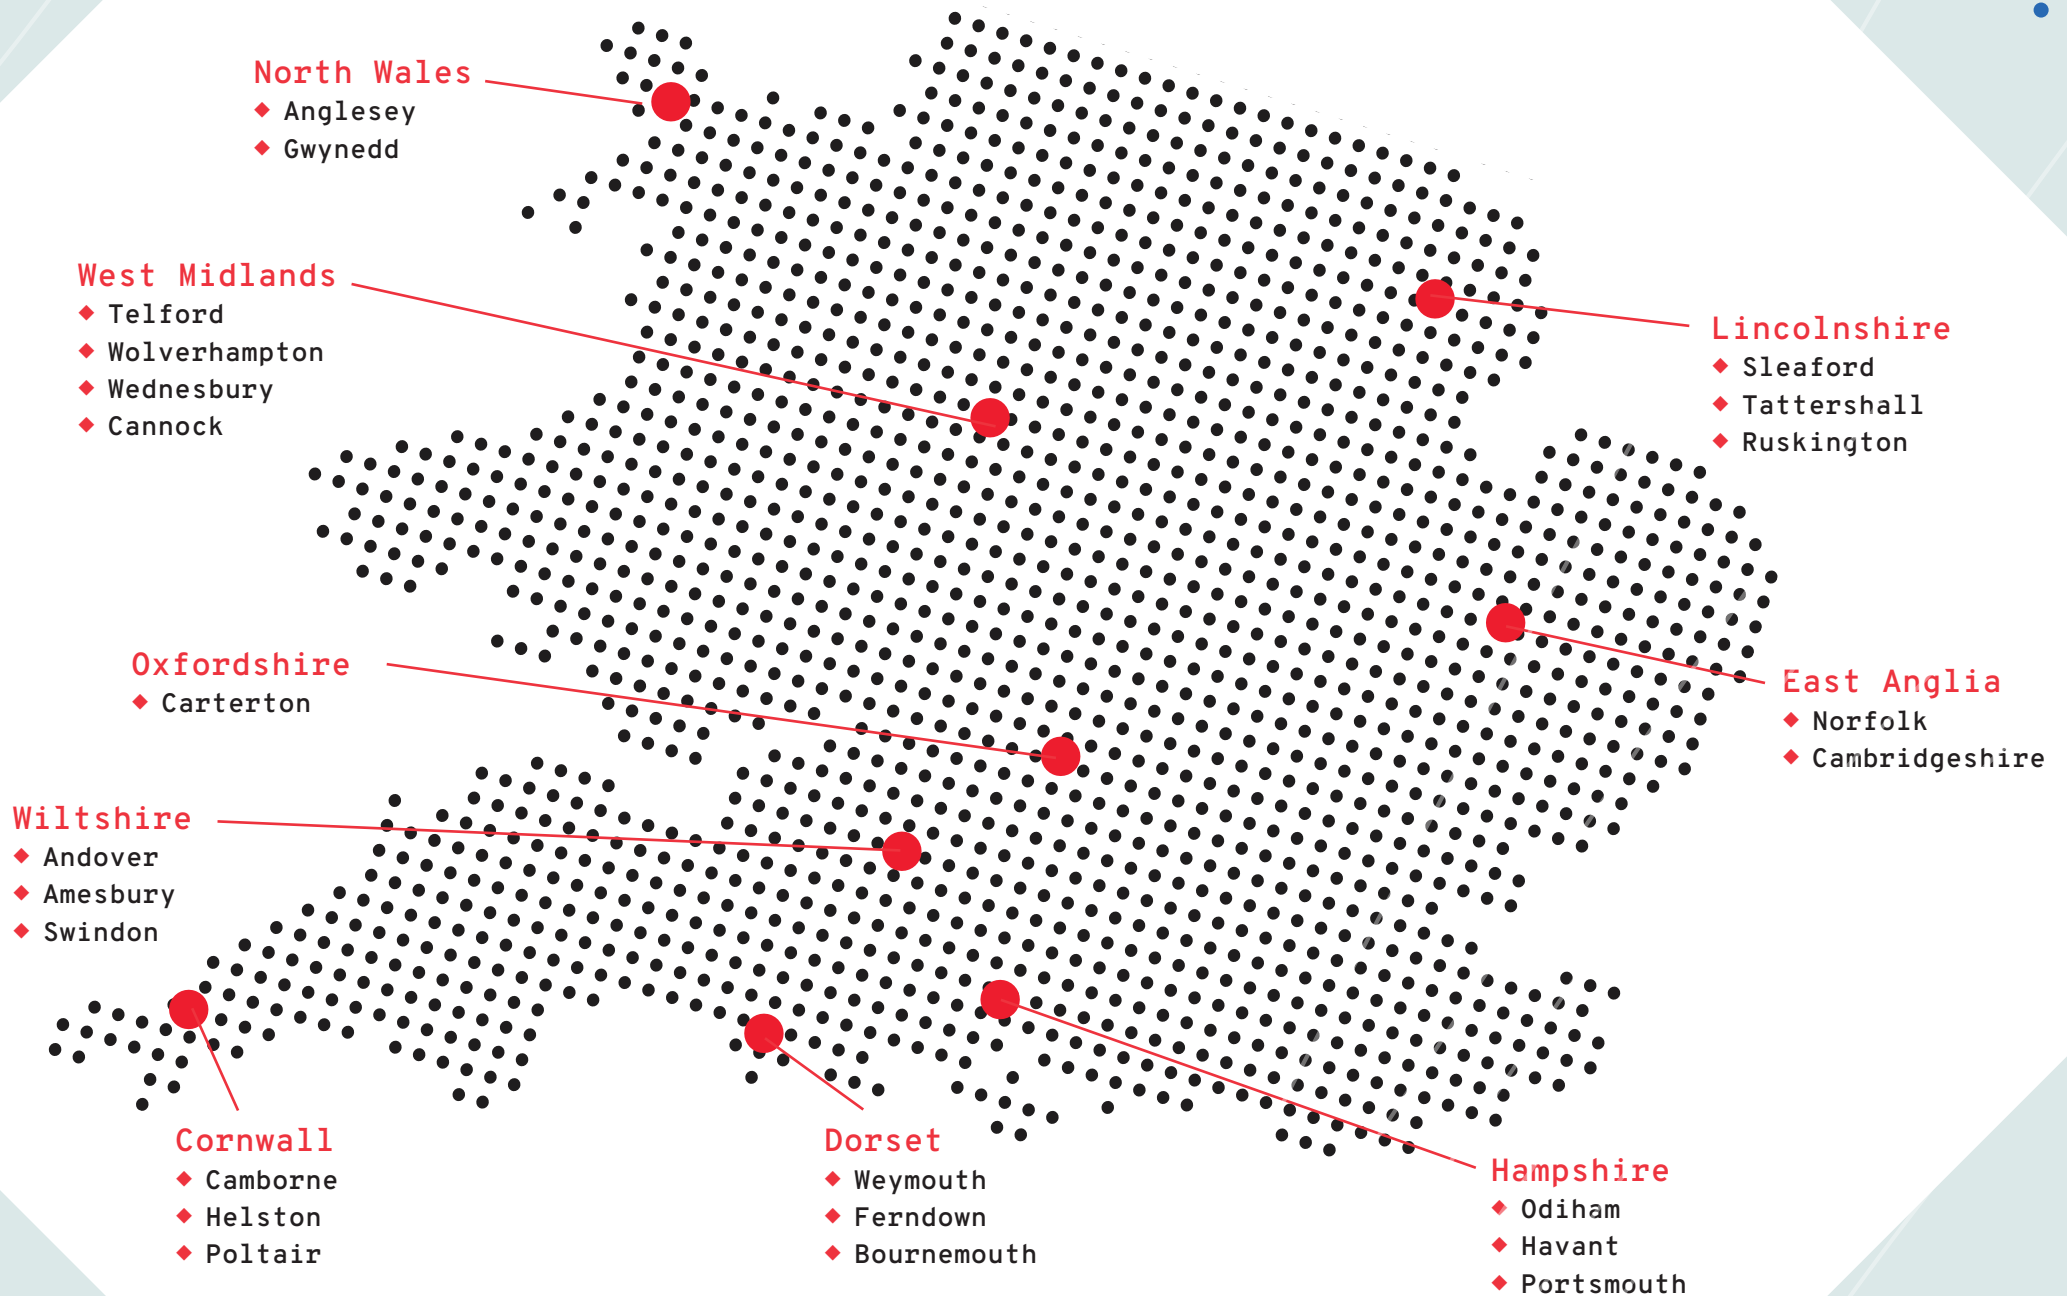 North Wales
Anglesey
Gwynedd
West Midlands
Telford
Wolverhampton
Wednesbury
Cannock
Lincolnshire
Sleaford
Tattershall
Ruskington
Oxfordshire
Carterton
East Anglia
Norfolk
Cambridgeshire
Wiltshire
Andover
Amesbury
Swindon
Cornwall
Camborne
Helston
Poltair
Dorset
Weymouth
Ferndown
Bournemouth
Hampshire
Odiham
Havant
Portsmouth